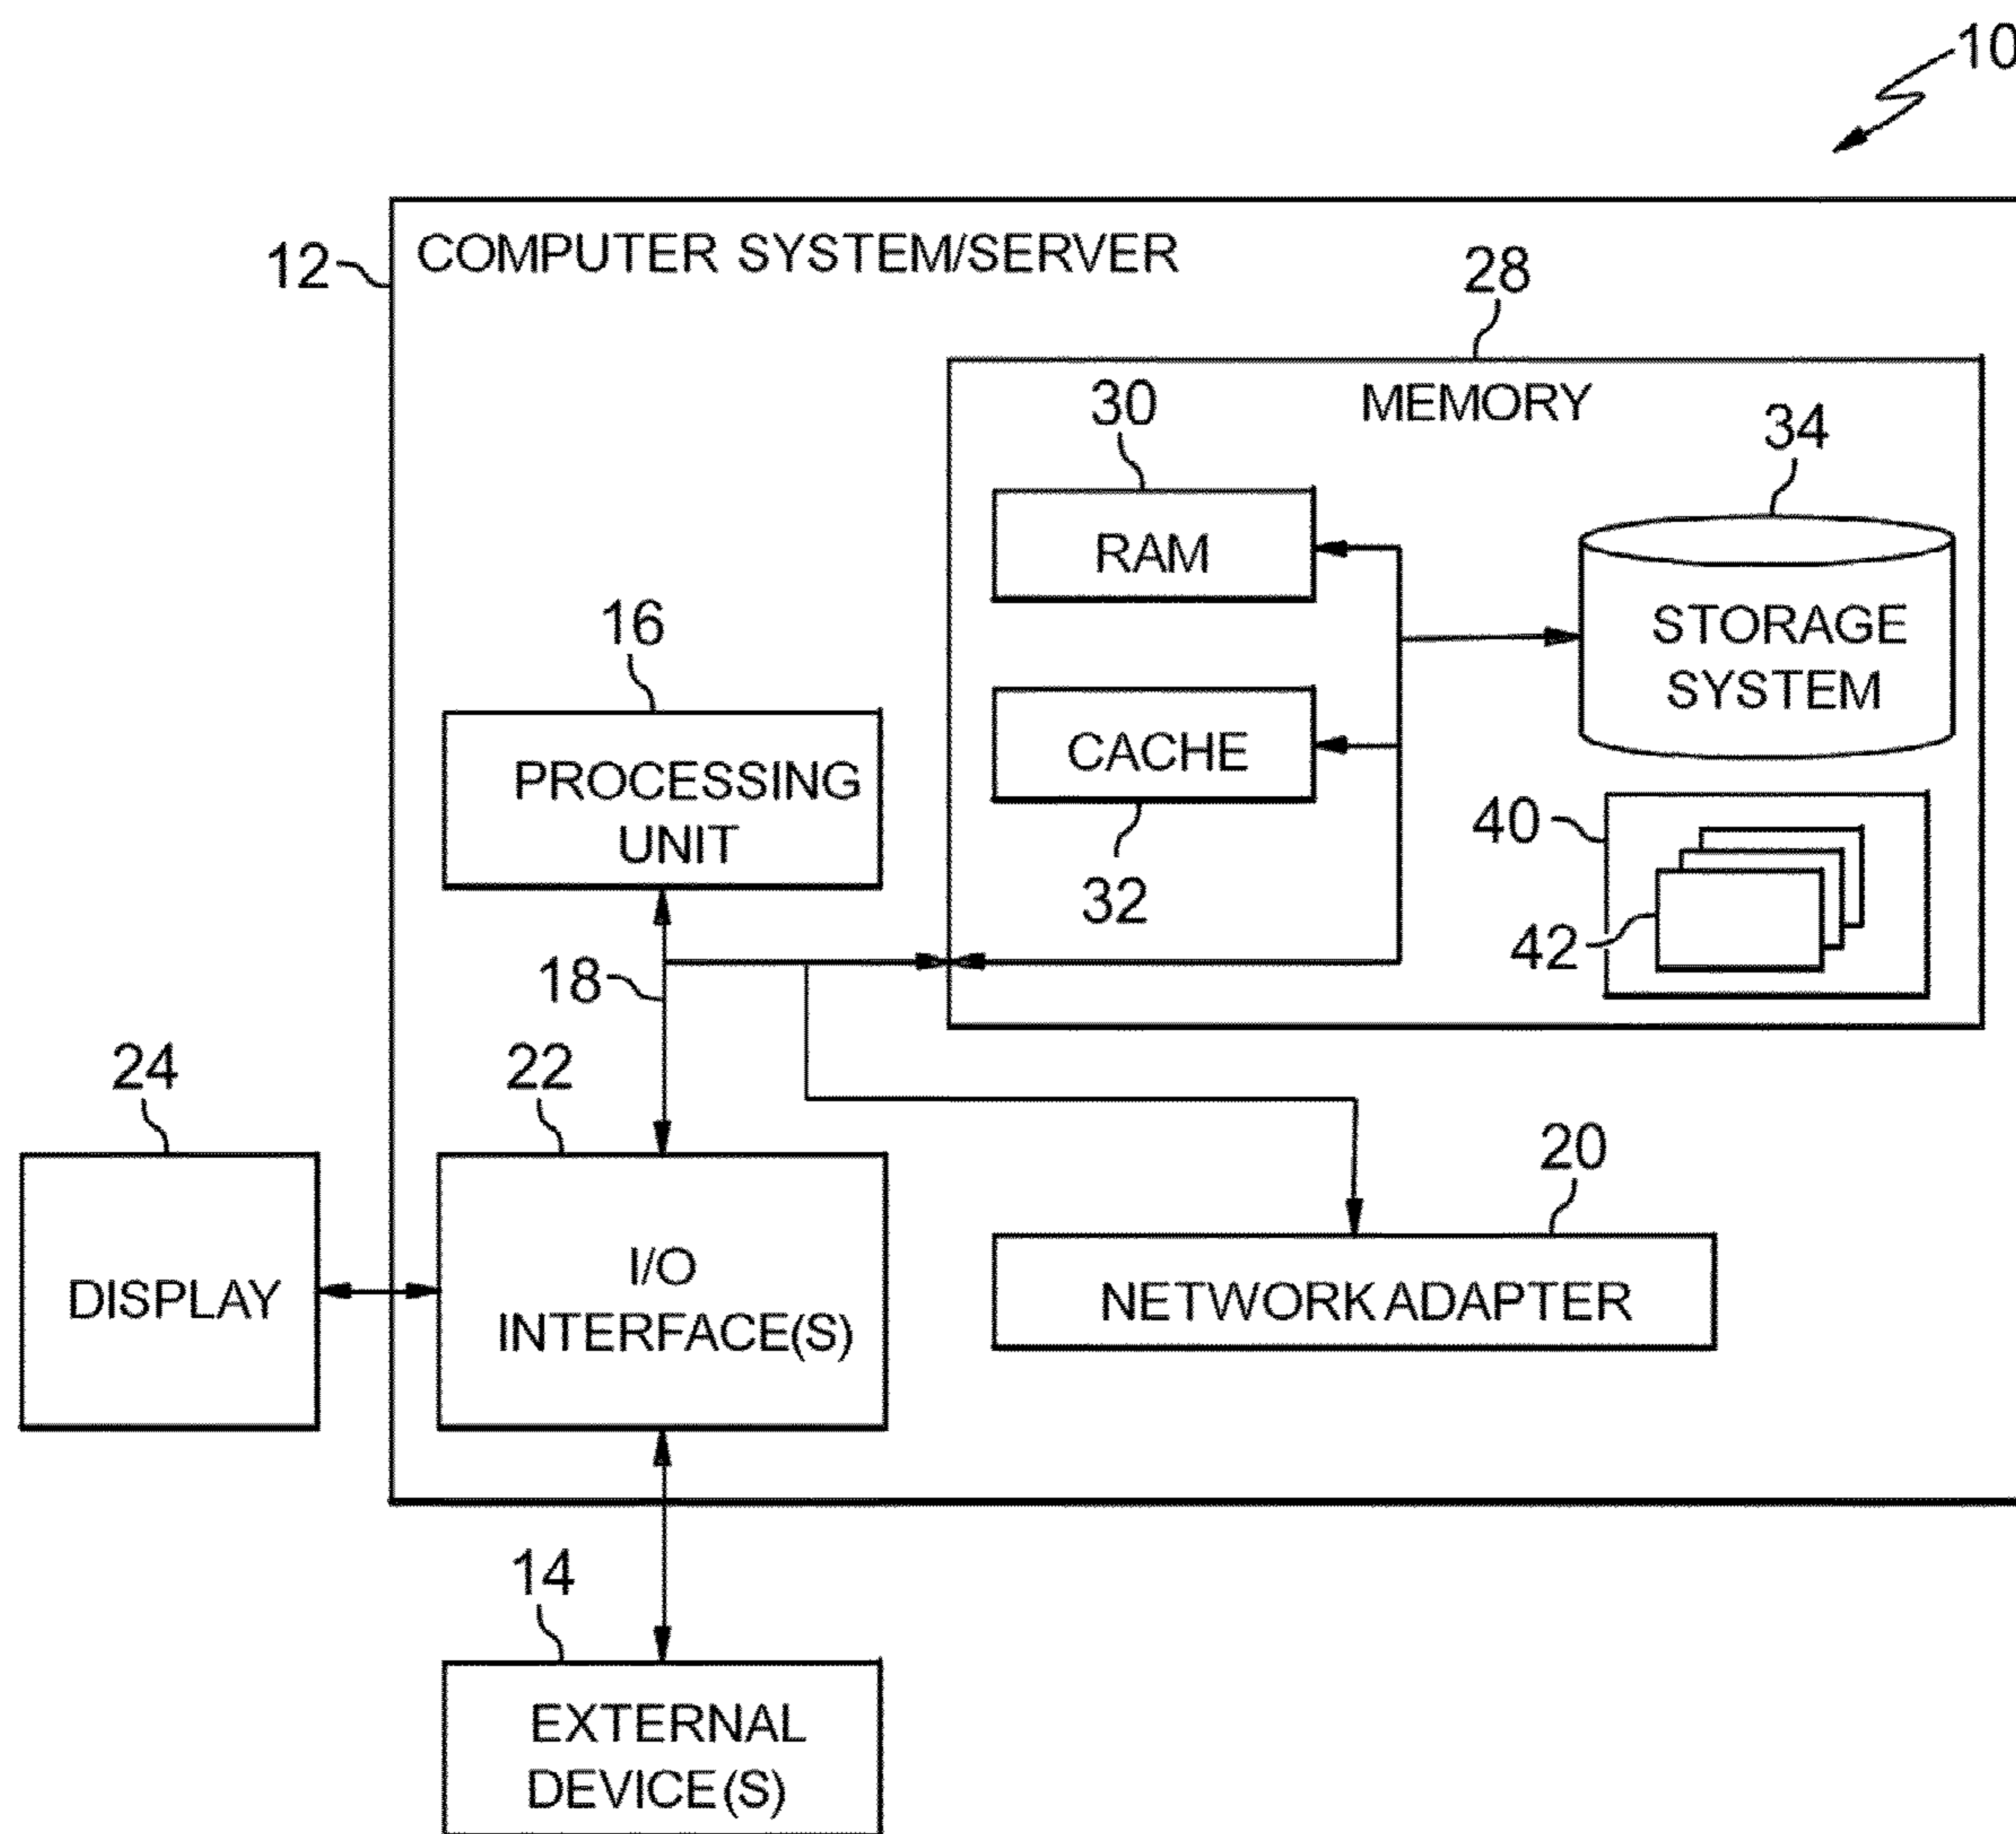 10
12
COMPUTER SYSTEM/SERVER
28
MEMORY
30
34
RAM
STORAGE
SYSTEM
16
PROCESSING
UNIT
CACHE
32
40
42
18
24
22
20
DISPLAY
I/O
INTERFACE(S)
NETWORK ADAPTER
14
EXTERNAL
DEVICE(S)